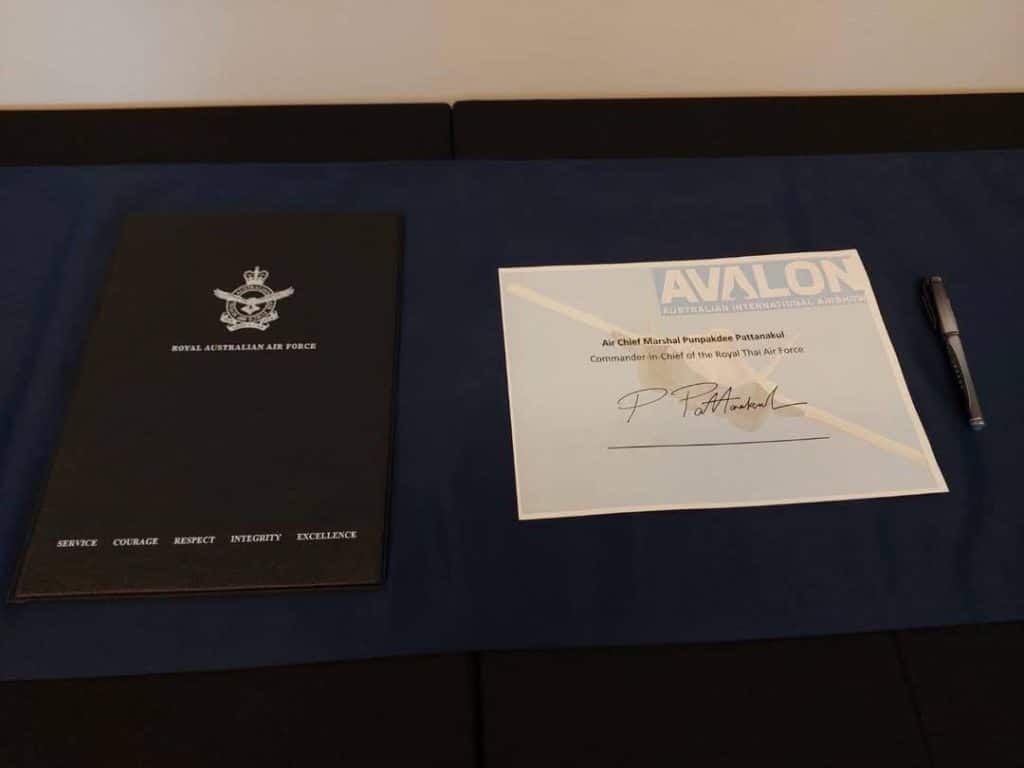 ROYAL AUSTRALIAN AIR FORCE
SERVICE COURAGE RESPECT INTEGRITY EXCELLENCE
AVALON
AUSTRALIAN INTERNATIONAL AIRSHOW
Air Chief Marshal Punpakdee Pattanakul
Commander-in-Chief of the Royal Thai Air Force
P Pattanakul